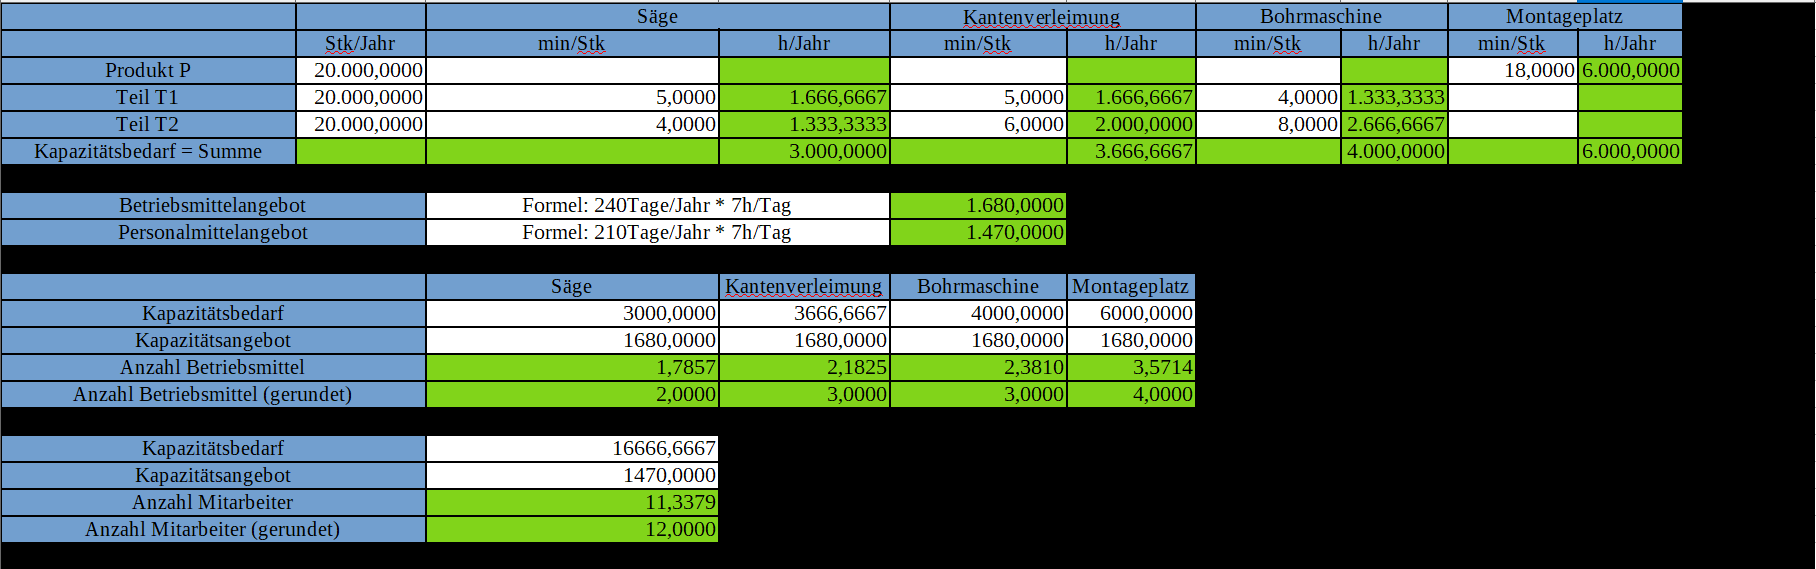 Säge Kantenverleimung Bohrmaschine Montageplatz
Stk/Jahr min/Stk h/Jahr min/Stk h/Jahr min/Stk h/Jahr min/Stk h/Jahr
Produkt P 20.000,0000 18,0000 6.000,0000
Teil T1 20.000,0000 5,0000 1.666,6667 5,0000 1.666,6667 4,0000 1.333,3333
Teil T2 20.000,0000 4,0000 1.333,3333 6,0000 2.000,0000 8,0000 2.666,6667
Kapazitätsbedarf = Summe 3.000,0000 3.666,6667 4.000,0000 6.000,0000
Betriebsmittelangebot Formel: 240Tage/Jahr * 7h/Tag 1.680,0000
Personalmittelangebot Formel: 210Tage/Jahr * 7h/Tag 1.470,0000
Säge Kantenverleimung Bohrmaschine Montageplatz
Kapazitätsbedarf 3000,0000 3666,6667 4000,0000 6000,0000
Kapazitätsangebot 1680,0000 1680,0000 1680,0000 1680,0000
Anzahl Betriebsmittel 1,7857 2,1825 2,3810 3,5714
Anzahl Betriebsmittel (gerundet) 2,0000 3,0000 3,0000 4,0000
Kapazitätsbedarf 16666,6667
Kapazitätsangebot 1470,0000
Anzahl Mitarbeiter 11,3379
Anzahl Mitarbeiter (gerundet) 12,0000